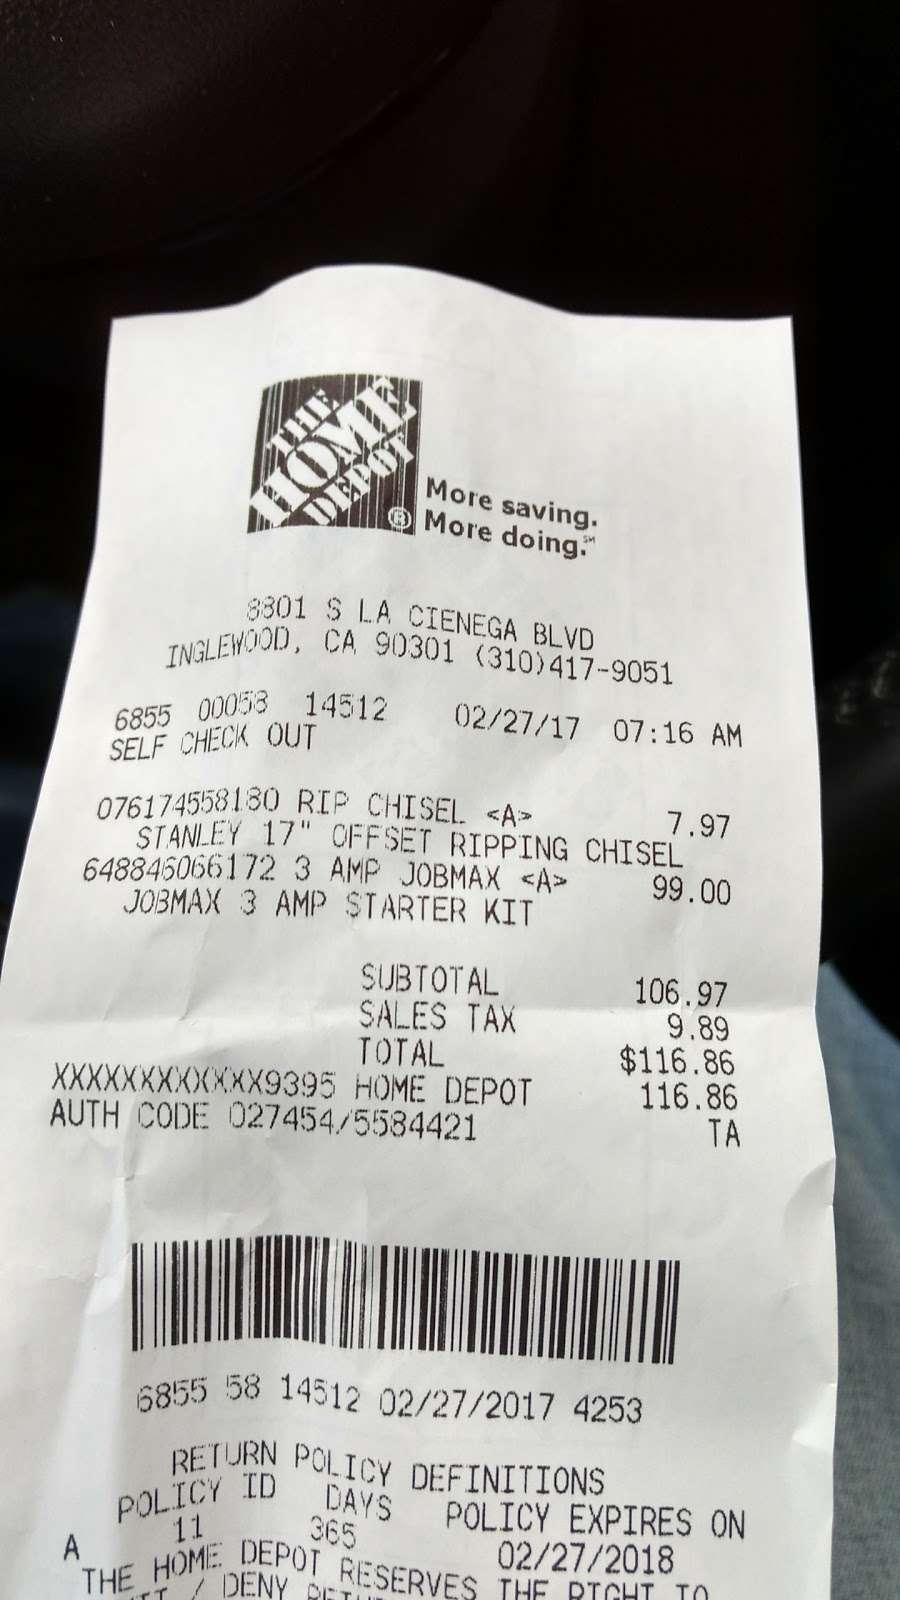 THE
HOME
DEPOT
®
More saving.
More doing.℠
8801 S LA CIENEGA BLVD
INGLEWOOD, CA 90301 (310)417-9051
6855 00058 14512 02/27/17 07:16 AM
SELF CHECK OUT
076174558180 RIP CHISEL <A> 7.97
STANLEY 17" OFFSET RIPPING CHISEL
648846066172 3 AMP JOBMAX <A> 99.00
JOBMAX 3 AMP STARTER KIT
SUBTOTAL 106.97
SALES TAX 9.89
TOTAL $116.86
XXXXXXXXXXXX9395 HOME DEPOT 116.86
AUTH CODE 027454/5584421 TA
6855 58 14512 02/27/2017 4253
RETURN POLICY DEFINITIONS
POLICY ID DAYS POLICY EXPIRES ON
A 11 365 02/27/2018
THE HOME DEPOT RESERVES THE RIGHT TO
/ DENY